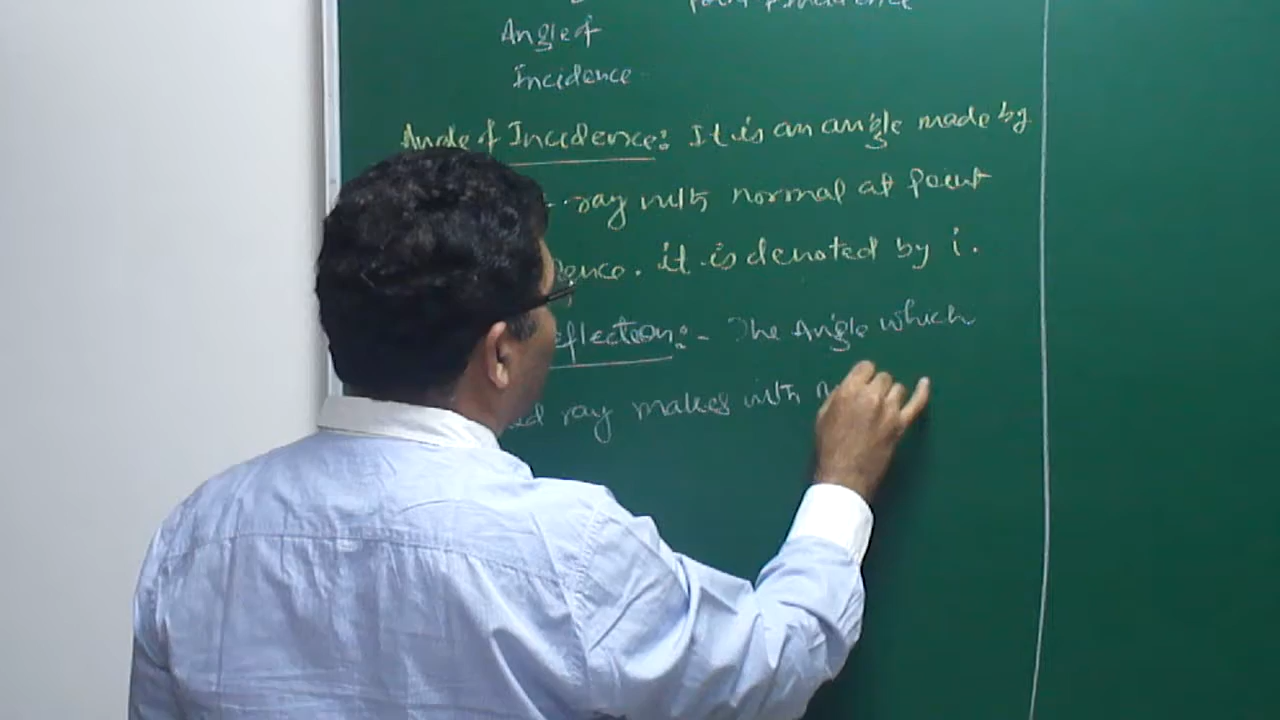 Angle of
Incidence
Angle of Incidence: It is an angle made by
ray with normal at point
it is denoted by i.
eflection:- The Angle which
ray makes with